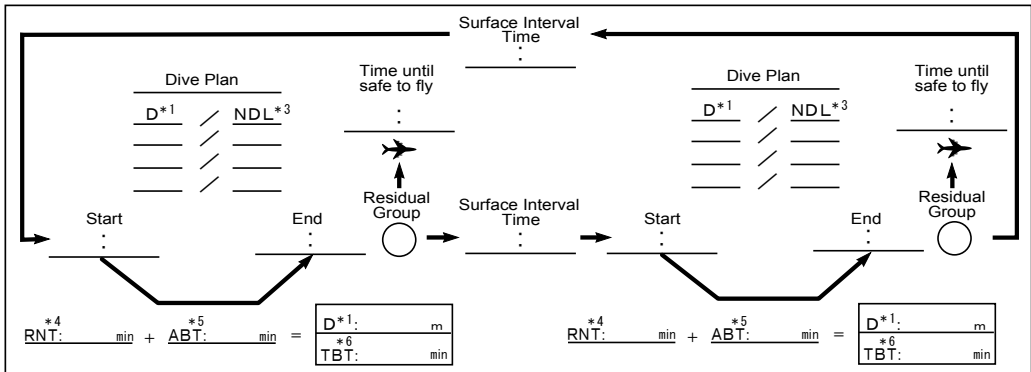 Surface Interval
Time
:
Dive Plan
D*1 / NDL*3
/
/
/
Time until
safe to fly
:
Residual
Group
Start
:
End
:
Surface Interval
Time
:
RNT*4: min + ABT*5: min =
D*1: m
TBT*6: min
Dive Plan
D*1 / NDL*3
/
/
/
Time until
safe to fly
:
Residual
Group
Start
:
End
:
RNT*4: min + ABT*5: min =
D*1: m
TBT*6: min